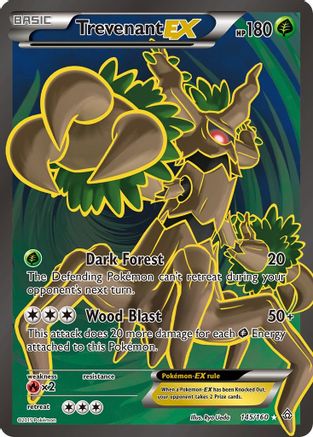 BASIC
Trevenant EX HP 180
Dark Forest 20
The Defending Pokémon can't retreat during your
opponent's next turn.
Wood Blast 50+
This attack does 20 more damage for each Energy
attached to this Pokémon.
weakness resistance
×2
Pokémon-EX rule
When a Pokémon-EX has been Knocked Out,
your opponent takes 2 Prize cards.
retreat
©2015 Pokémon
Illus. Ryo Ueda
145/160